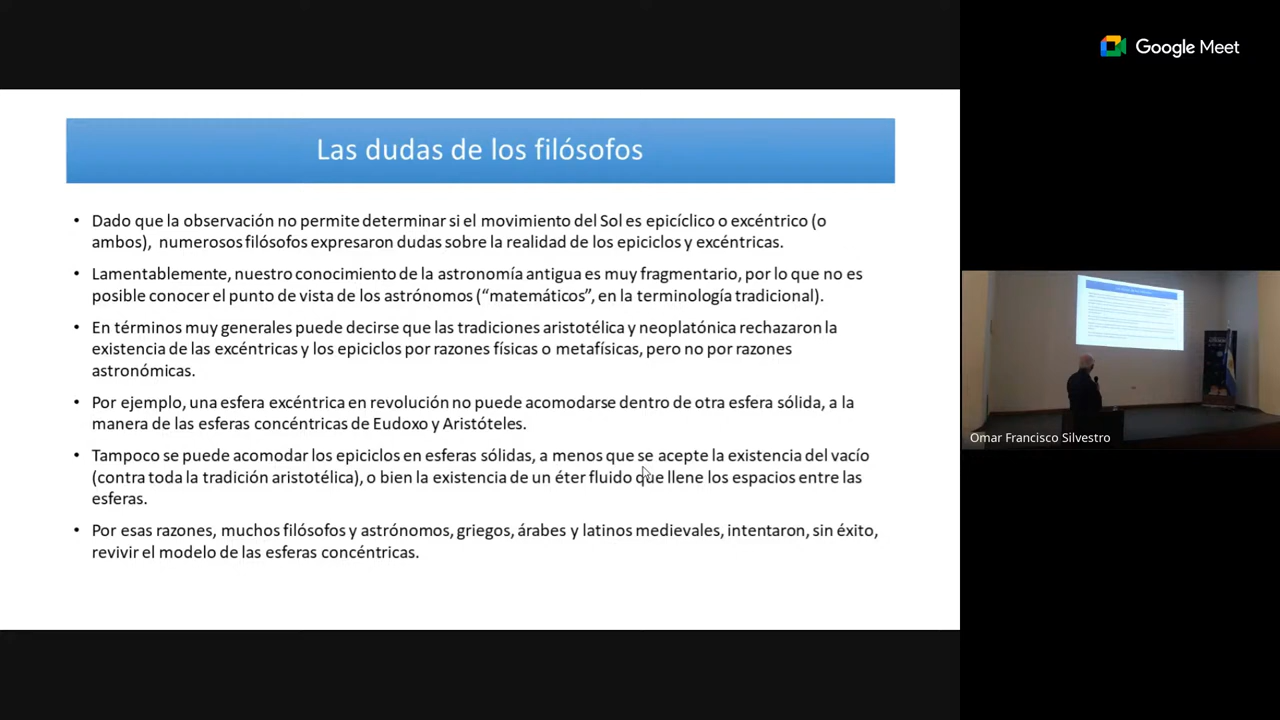 Google Meet
Las dudas de los filósofos
• Dado que la observación no permite determinar si el movimiento del Sol es epicíclico o excéntrico (o
ambos), numerosos filósofos expresaron dudas sobre la realidad de los epiciclos y excéntricas.
• Lamentablemente, nuestro conocimiento de la astronomía antigua es muy fragmentario, por lo que no es
posible conocer el punto de vista de los astrónomos (“matemáticos”, en la terminología tradicional).
• En términos muy generales puede decirse que las tradiciones aristotélica y neoplatónica rechazaron la
existencia de las excéntricas y los epiciclos por razones físicas o metafísicas, pero no por razones
astronómicas.
• Por ejemplo, una esfera excéntrica en revolución no puede acomodarse dentro de otra esfera sólida, a la
manera de las esferas concéntricas de Eudoxo y Aristóteles.
• Tampoco se puede acomodar los epiciclos en esferas sólidas, a menos que se acepte la existencia del vacío
(contra toda la tradición aristotélica), o bien la existencia de un éter fluido que llene los espacios entre las
esferas.
• Por esas razones, muchos filósofos y astrónomos, griegos, árabes y latinos medievales, intentaron, sin éxito,
revivir el modelo de las esferas concéntricas.
Omar Francisco Silvestro